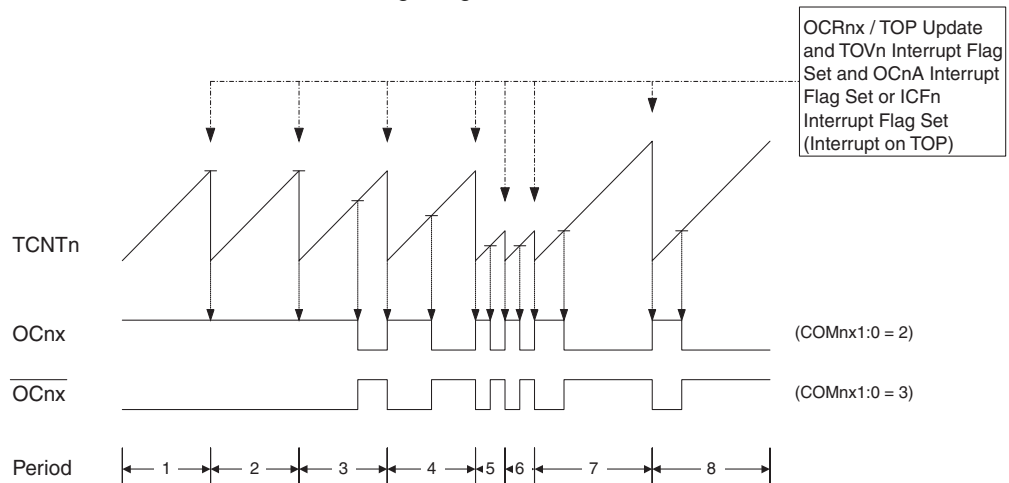 OCRnx / TOP Update
and TOVn Interrupt Flag
Set and OCnA Interrupt
Flag Set or ICFn
Interrupt Flag Set
(Interrupt on TOP)
TCNTn
OCnx (COMnx1:0 = 2)
OCnx (COMnx1:0 = 3)
Period 1 2 3 4 5 6 7 8